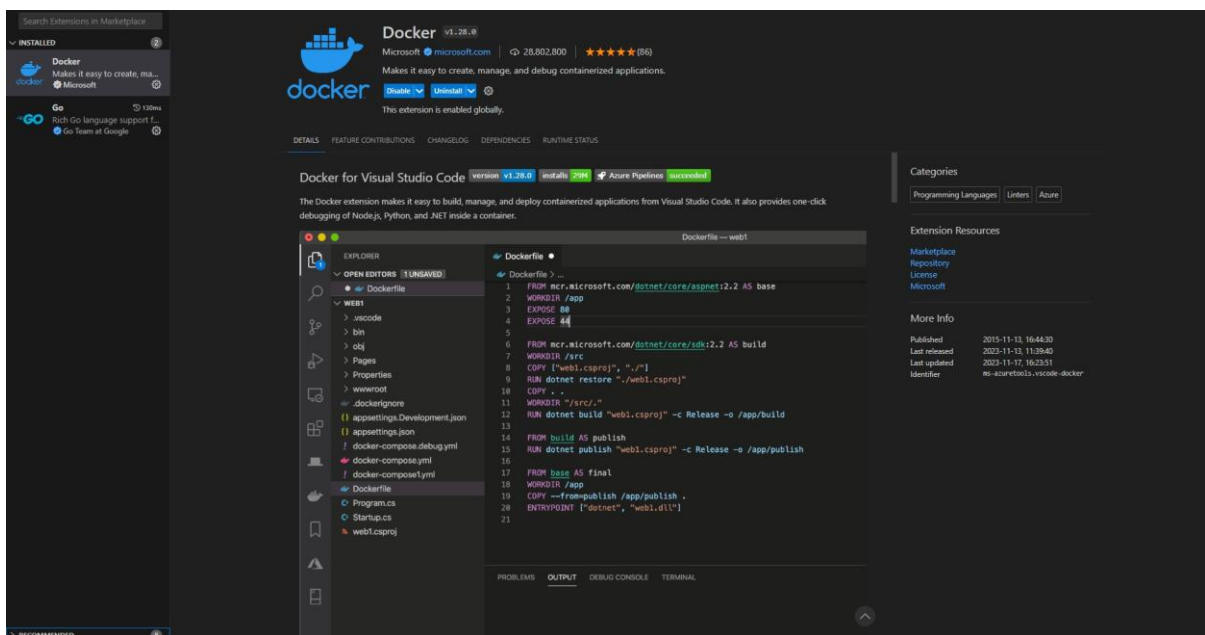 Search Extensions in Marketplace
INSTALLED 2
Docker
Makes it easy to create, ma...
Microsoft
docker
Go 130ms
Rich Go language support f...
GO
Go Team at Google
RECOMMENDED
docker
Docker v1.28.0
Microsoft microsoft.com 28,802,800 (86)
Makes it easy to create, manage, and debug containerized applications.
Disable Uninstall
This extension is enabled globally.
DETAILS FEATURE CONTRIBUTIONS CHANGELOG DEPENDENCIES RUNTIME STATUS
Docker for Visual Studio Code version v1.28.0 installs 29M Azure Pipelines succeeded
The Docker extension makes it easy to build, manage, and deploy containerized applications from Visual Studio Code. It also provides one-click
debugging of Node.js, Python, and .NET inside a container.
Dockerfile — web1
EXPLORER
OPEN EDITORS 1 UNSAVED
Dockerfile
WEB1
.vscode
bin
obj
Pages
Properties
wwwroot
.dockerignore
appsettings.Development.json
appsettings.json
docker-compose.debug.yml
docker-compose.yml
docker-compose1.yml
Dockerfile
Program.cs
Startup.cs
web1.csproj
1
Dockerfile
Dockerfile > ...
1 FROM mcr.microsoft.com/dotnet/core/aspnet:2.2 AS base
2 WORKDIR /app
3 EXPOSE 80
4 EXPOSE 44
5
6 FROM mcr.microsoft.com/dotnet/core/sdk:2.2 AS build
7 WORKDIR /src
8 COPY ["web1.csproj", "./"]
9 RUN dotnet restore "./web1.csproj"
10 COPY . .
11 WORKDIR "/src/."
12 RUN dotnet build "web1.csproj" -c Release -o /app/build
13
14 FROM build AS publish
15 RUN dotnet publish "web1.csproj" -c Release -o /app/publish
16
17 FROM base AS final
18 WORKDIR /app
19 COPY --from=publish /app/publish .
20 ENTRYPOINT ["dotnet", "web1.dll"]
21
PROBLEMS OUTPUT DEBUG CONSOLE TERMINAL
Categories
Programming Languages Linters Azure
Extension Resources
Marketplace
Repository
License
Microsoft
More Info
Published 2015-11-13, 16:44:30
Last released 2023-11-13, 11:39:40
Last updated 2023-11-17, 16:23:51
Identifier ms-azuretools.vscode-docker